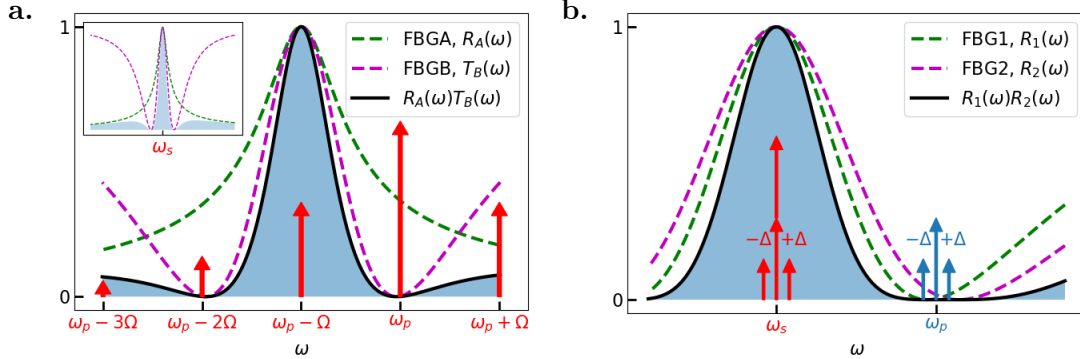 a.
1
0
ω_s
FBGA, R_A(ω)
FBGB, T_B(ω)
R_A(ω)T_B(ω)
ω_p − 3Ω
ω_p − 2Ω
ω_p − Ω
ω_p
ω_p + Ω
ω
b.
1
0
FBG1, R_1(ω)
FBG2, R_2(ω)
R_1(ω)R_2(ω)
−Δ +Δ
−Δ +Δ
ω_s
ω_p
ω